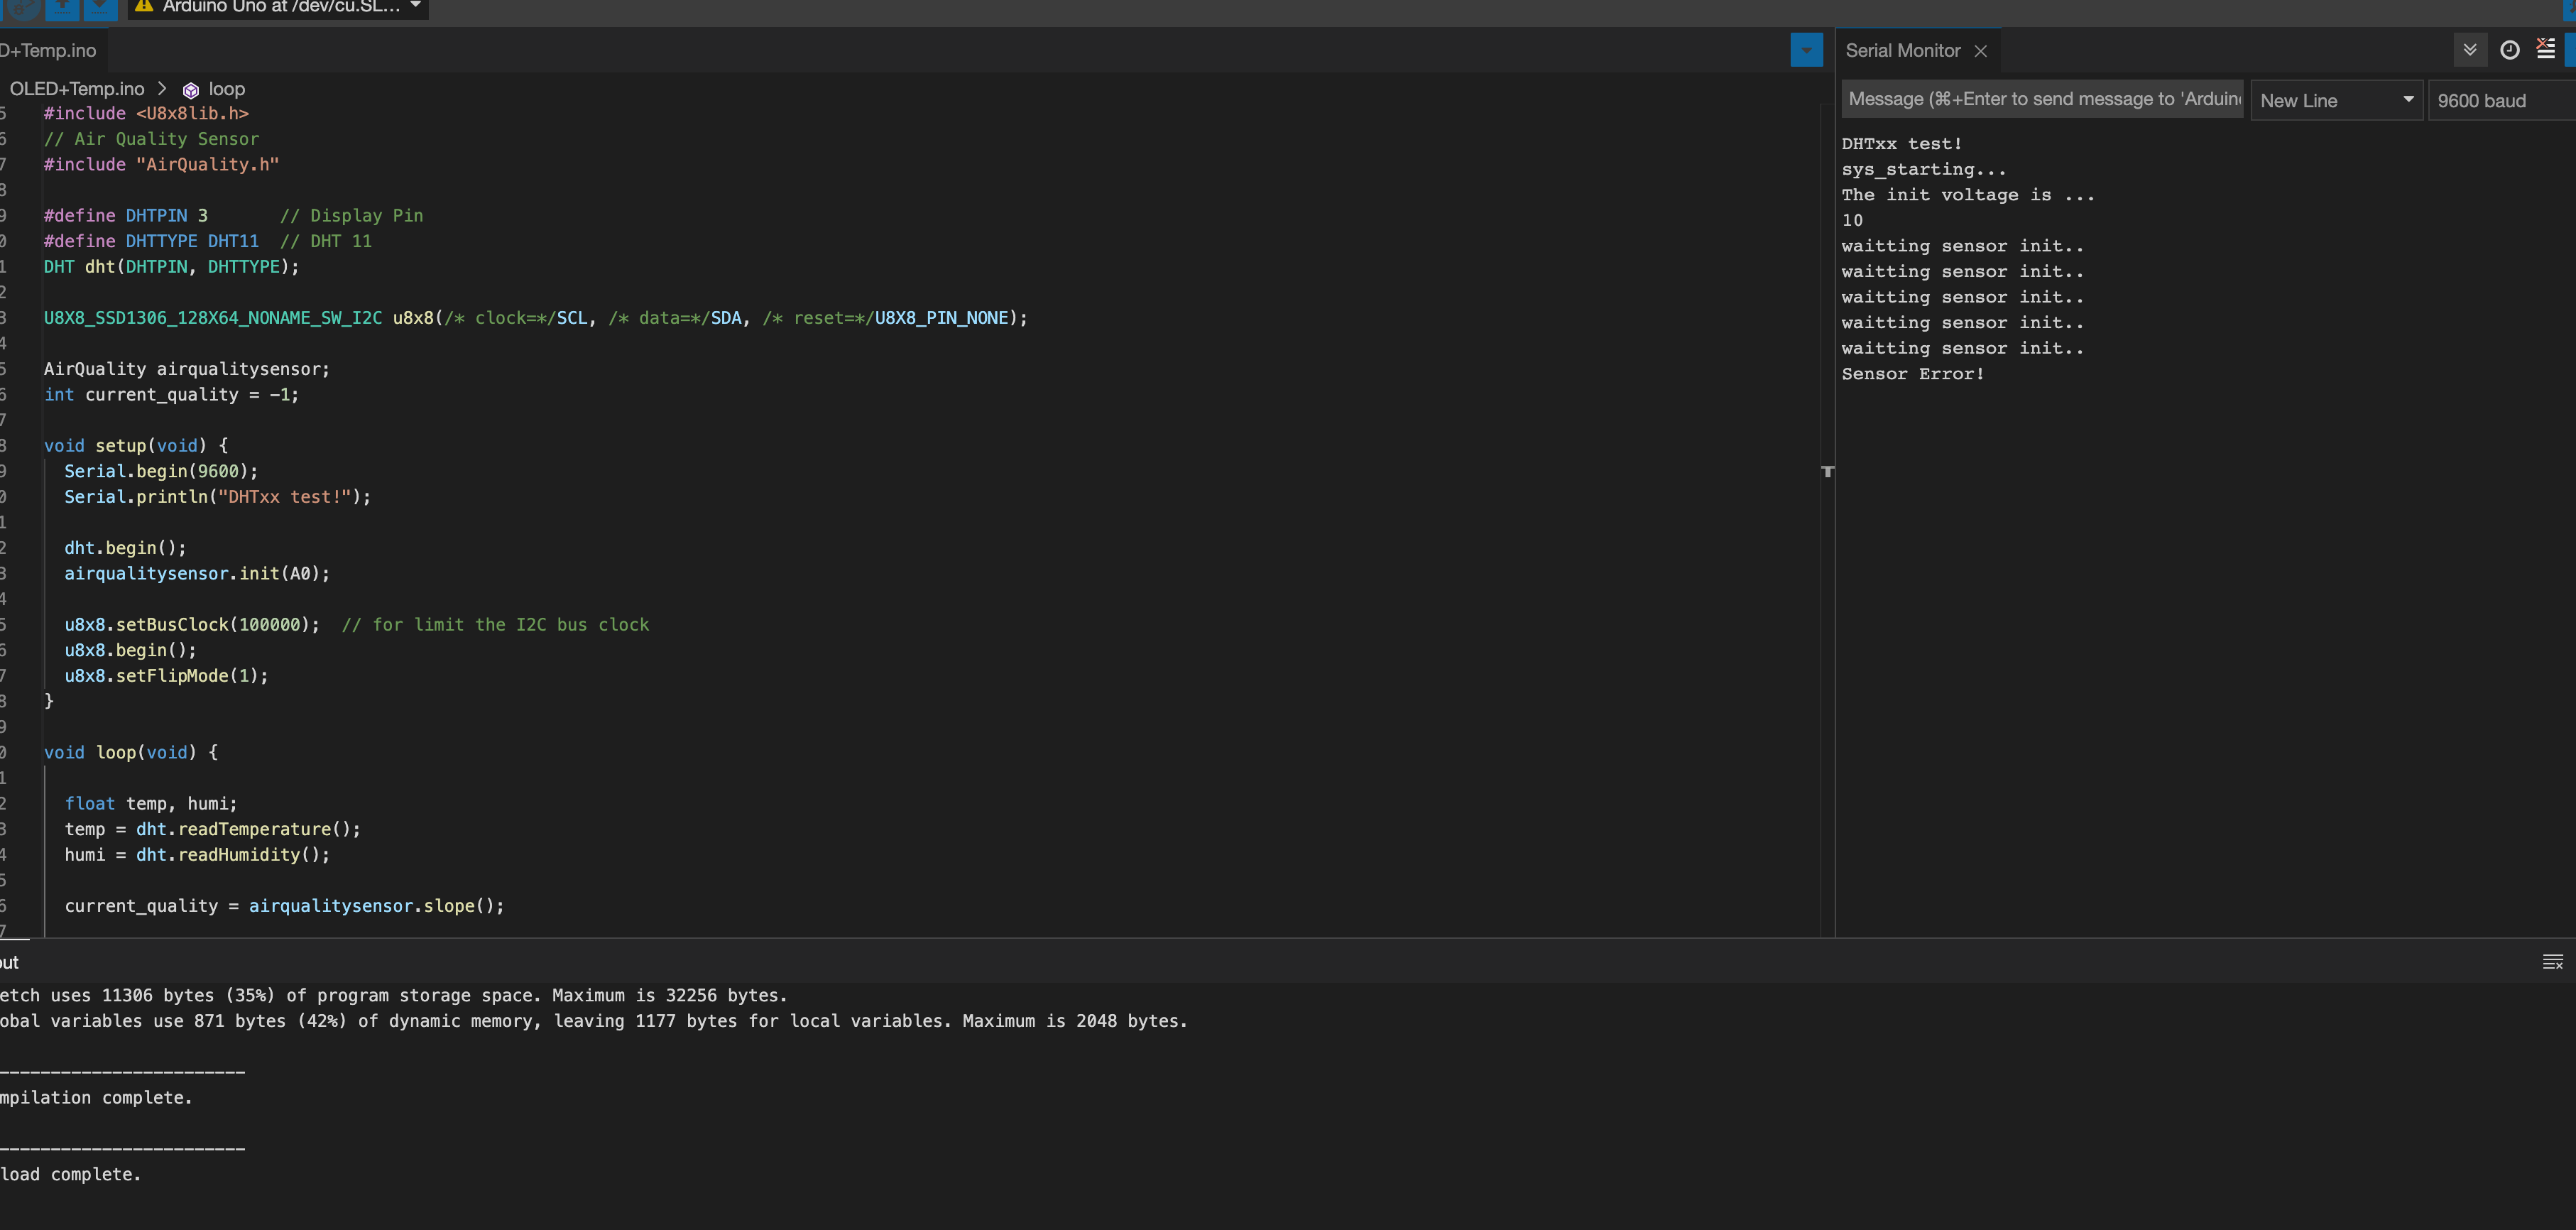 Arduino Uno at /dev/cu.SL...
D+Temp.ino
OLED+Temp.ino > loop
5 #include <U8x8lib.h>
6 // Air Quality Sensor
7 #include "AirQuality.h"
8
9 #define DHTPIN 3 // Display Pin
0 #define DHTTYPE DHT11 // DHT 11
1 DHT dht(DHTPIN, DHTTYPE);
2
3 U8X8_SSD1306_128X64_NONAME_SW_I2C u8x8(/* clock=*/SCL, /* data=*/SDA, /* reset=*/U8X8_PIN_NONE);
4
5 AirQuality airqualitysensor;
6 int current_quality = -1;
7
8 void setup(void) {
9 Serial.begin(9600);
0 Serial.println("DHTxx test!");
1
2 dht.begin();
3 airqualitysensor.init(A0);
4
5 u8x8.setBusClock(100000); // for limit the I2C bus clock
6 u8x8.begin();
7 u8x8.setFlipMode(1);
8 }
9
0 void loop(void) {
1
2 float temp, humi;
3 temp = dht.readTemperature();
4 humi = dht.readHumidity();
5
6 current_quality = airqualitysensor.slope();
7
Serial Monitor
Message (⌘+Enter to send message to 'Arduin
New Line
9600 baud
DHTxx test!
sys_starting...
The init voltage is ...
10
waitting sensor init..
waitting sensor init..
waitting sensor init..
waitting sensor init..
waitting sensor init..
Sensor Error!
out
etch uses 11306 bytes (35%) of program storage space. Maximum is 32256 bytes.
obal variables use 871 bytes (42%) of dynamic memory, leaving 1177 bytes for local variables. Maximum is 2048 bytes.
------------------------
mpilation complete.
------------------------
load complete.